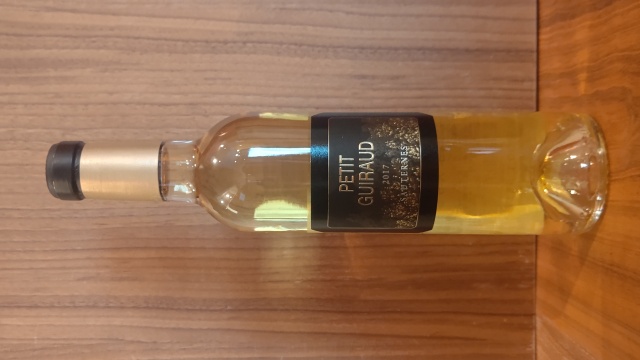 PETIT
GUIRAUD
2017
SAUTERNES